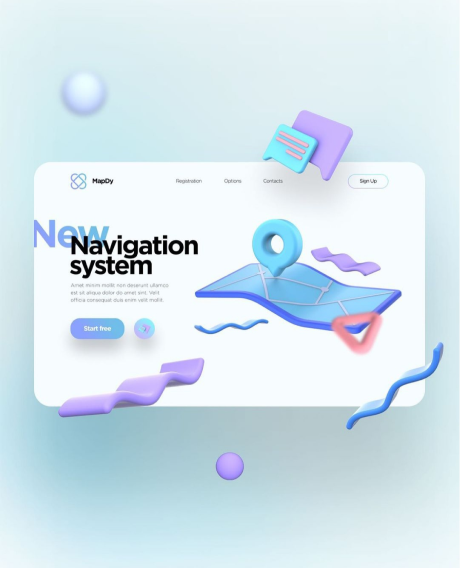 MapDy
Registration
Options
Contacts
Sign Up
New
Navigation
system
Amet minim mollit non deserunt ullamco
est sit aliqua dolor do amet sint. Velit
officia consequat duis enim velit mollit.
Start free